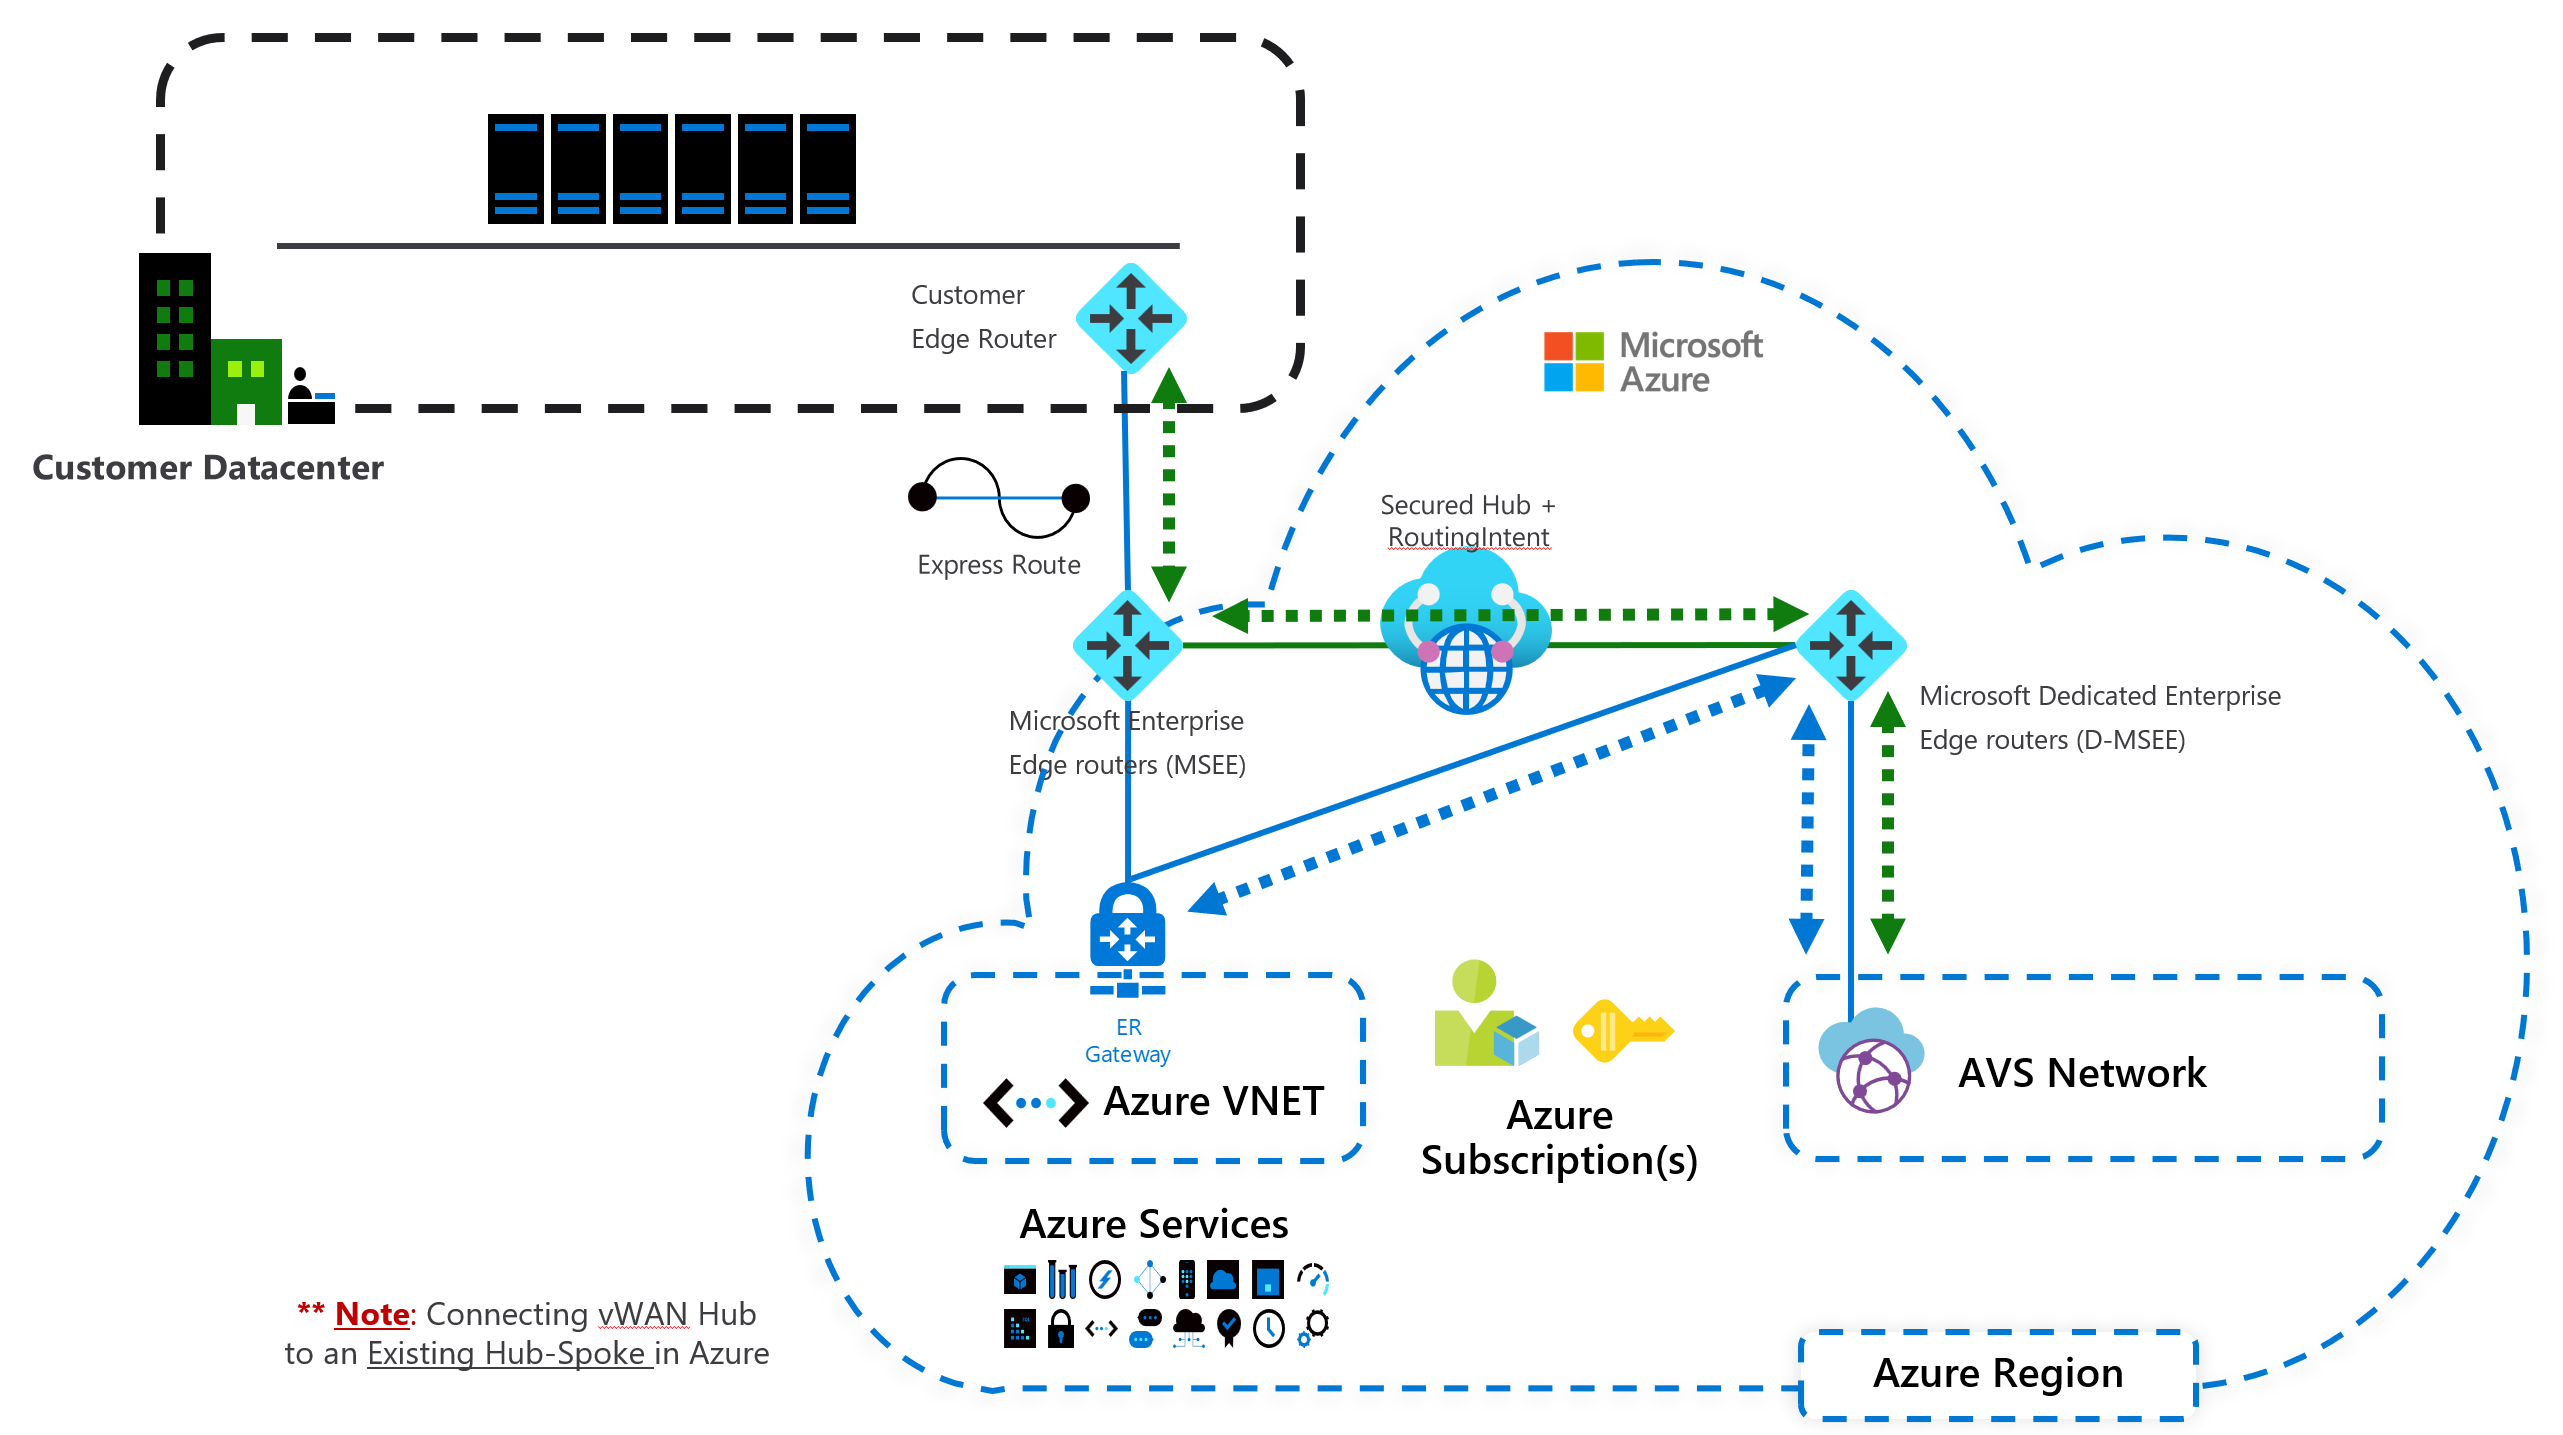 Customer
Edge Router
Microsoft
Azure
Customer Datacenter
Secured Hub +
RoutingIntent
Express Route
Microsoft Enterprise
Edge routers (MSEE)
Microsoft Dedicated Enterprise
Edge routers (D-MSEE)
ER
Gateway
Azure VNET
AVS Network
Azure
Subscription(s)
Azure Services
** Note: Connecting vWAN Hub
to an Existing Hub-Spoke in Azure
Azure Region